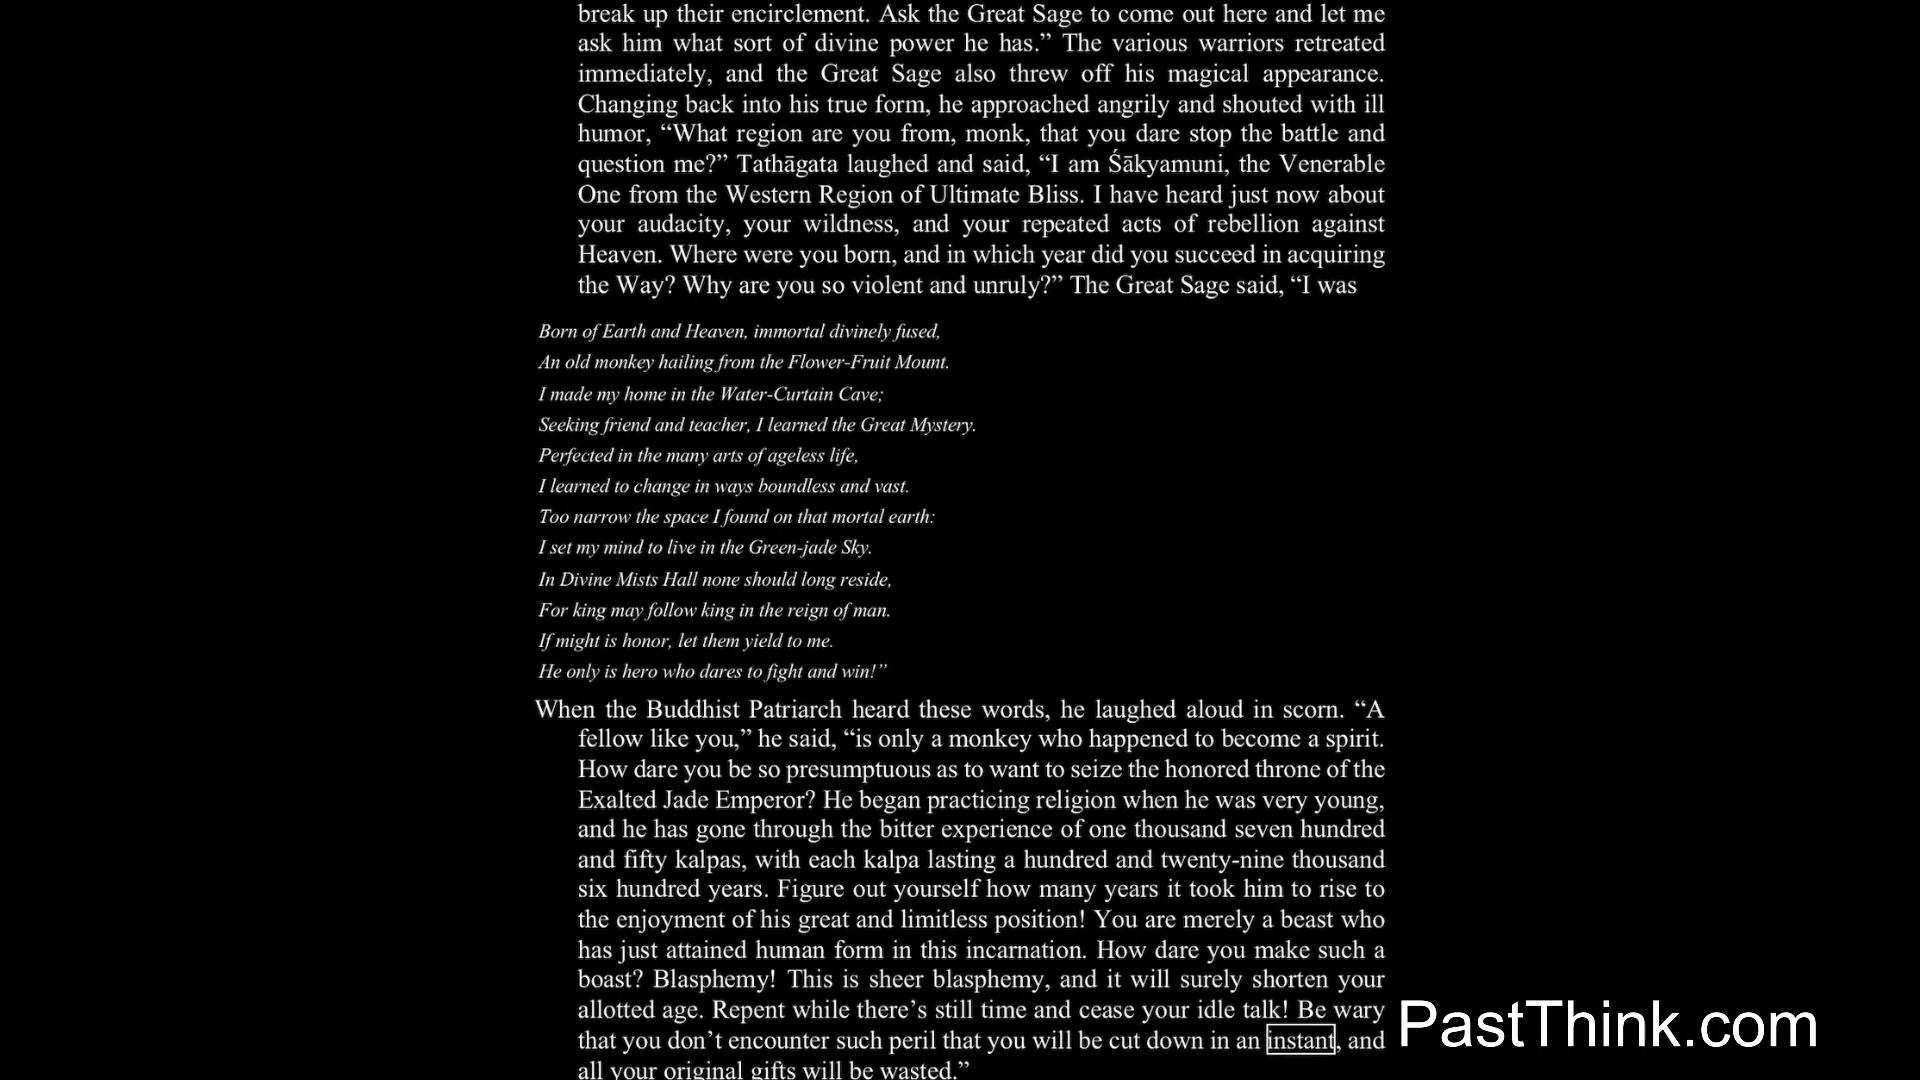 break up their encirclement. Ask the Great Sage to come out here and let me
ask him what sort of divine power he has.” The various warriors retreated
immediately, and the Great Sage also threw off his magical appearance.
Changing back into his true form, he approached angrily and shouted with ill
humor, “What region are you from, monk, that you dare stop the battle and
question me?” Tathāgata laughed and said, “I am Śākyamuni, the Venerable
One from the Western Region of Ultimate Bliss. I have heard just now about
your audacity, your wildness, and your repeated acts of rebellion against
Heaven. Where were you born, and in which year did you succeed in acquiring
the Way? Why are you so violent and unruly?” The Great Sage said, “I was
Born of Earth and Heaven, immortal divinely fused,
An old monkey hailing from the Flower-Fruit Mount.
I made my home in the Water-Curtain Cave;
Seeking friend and teacher, I learned the Great Mystery.
Perfected in the many arts of ageless life,
I learned to change in ways boundless and vast.
Too narrow the space I found on that mortal earth:
I set my mind to live in the Green-jade Sky.
In Divine Mists Hall none should long reside,
For king may follow king in the reign of man.
If might is honor, let them yield to me.
He only is hero who dares to fight and win!”
When the Buddhist Patriarch heard these words, he laughed aloud in scorn. “A
fellow like you,” he said, “is only a monkey who happened to become a spirit.
How dare you be so presumptuous as to want to seize the honored throne of the
Exalted Jade Emperor? He began practicing religion when he was very young,
and he has gone through the bitter experience of one thousand seven hundred
and fifty kalpas, with each kalpa lasting a hundred and twenty-nine thousand
six hundred years. Figure out yourself how many years it took him to rise to
the enjoyment of his great and limitless position! You are merely a beast who
has just attained human form in this incarnation. How dare you make such a
boast? Blasphemy! This is sheer blasphemy, and it will surely shorten your
allotted age. Repent while there’s still time and cease your idle talk! Be wary
that you don’t encounter such peril that you will be cut down in an instant, and
all your original gifts will be wasted.”
PastThink.com